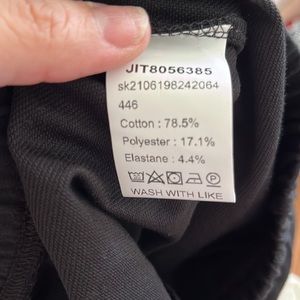 JIT8056385
sk2106198242064
446
Cotton : 78.5%
Polyester : 17.1%
Elastane : 4.4%
WASH WITH LIKE